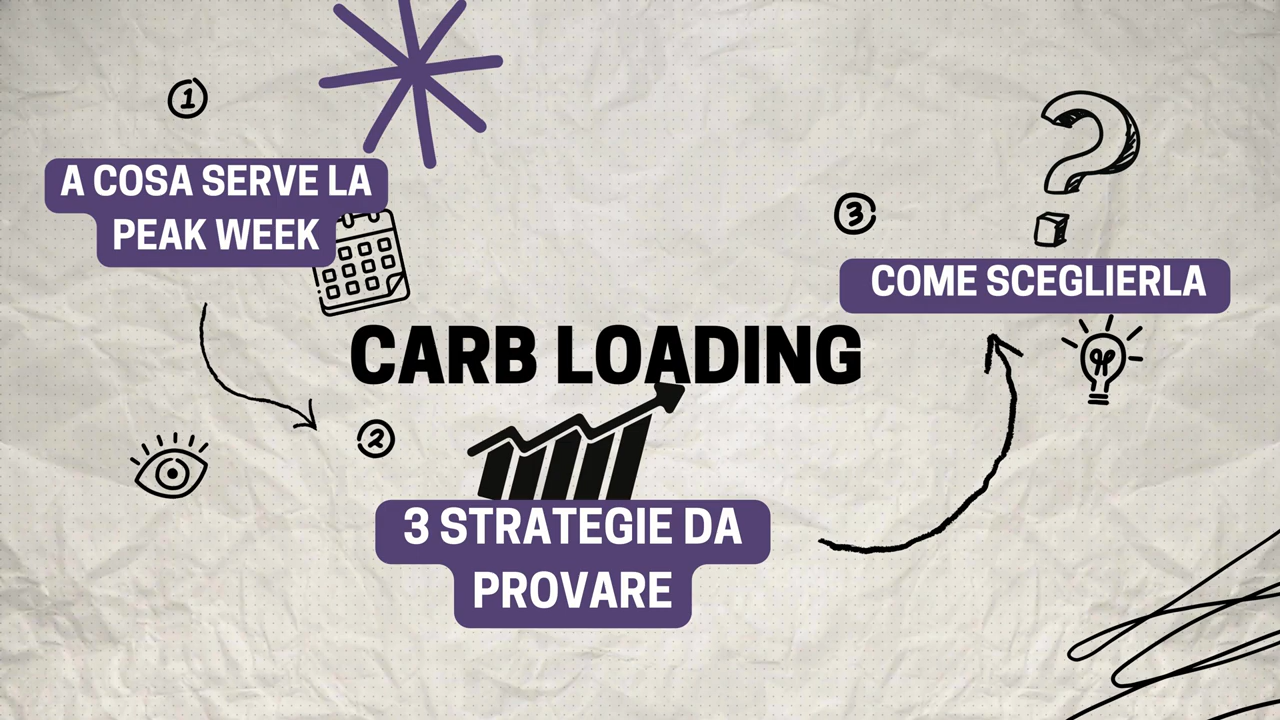 1
A COSA SERVE LA
PEAK WEEK
CARB LOADING
2
3 STRATEGIE DA
PROVARE
3
COME SCEGLIERLA